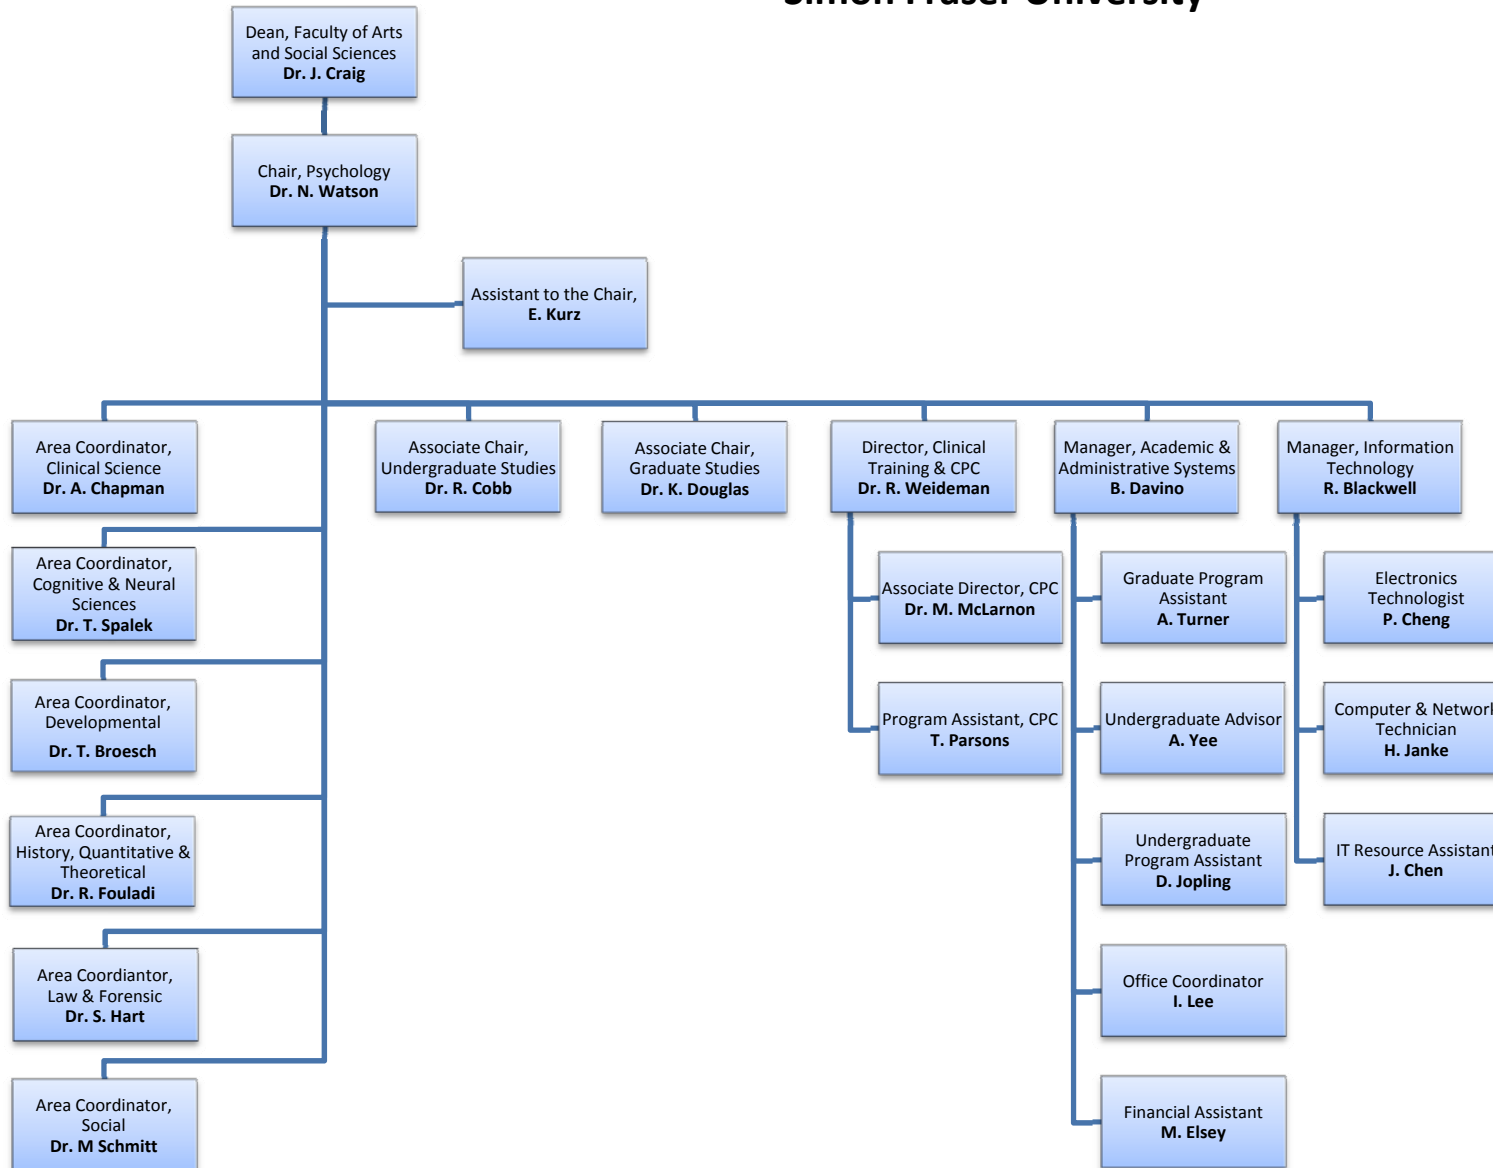 Simon Fraser University
Dean, Faculty of Arts
and Social Sciences
Dr. J. Craig
Chair, Psychology
Dr. N. Watson
Assistant to the Chair,
E. Kurz
Area Coordinator,
Clinical Science
Dr. A. Chapman
Associate Chair,
Undergraduate Studies
Dr. R. Cobb
Associate Chair,
Graduate Studies
Dr. K. Douglas
Director, Clinical
Training & CPC
Dr. R. Weideman
Manager, Academic &
Administrative Systems
B. Davino
Manager, Information
Technology
R. Blackwell
Area Coordinator,
Cognitive & Neural
Sciences
Dr. T. Spalek
Associate Director, CPC
Dr. M. McLarnon
Graduate Program
Assistant
A. Turner
Electronics
Technologist
P. Cheng
Area Coordinator,
Developmental
Dr. T. Broesch
Program Assistant, CPC
T. Parsons
Undergraduate Advisor
A. Yee
Computer & Network
Technician
H. Janke
Area Coordinator,
History, Quantitative &
Theoretical
Dr. R. Fouladi
Undergraduate
Program Assistant
D. Jopling
IT Resource Assistant
J. Chen
Area Coordiantor,
Law & Forensic
Dr. S. Hart
Office Coordinator
I. Lee
Area Coordinator,
Social
Dr. M Schmitt
Financial Assistant
M. Elsey